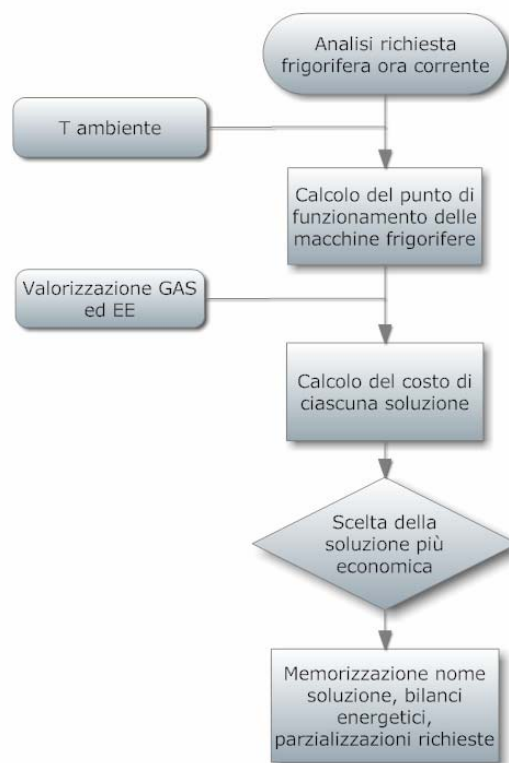 Analisi richiesta
frigorifera ora corrente
T ambiente
Calcolo del punto di
funzionamento delle
macchine frigorifere
Valorizzazione GAS
ed EE
Calcolo del costo di
ciascuna soluzione
Scelta della
soluzione più
economica
Memorizzazione nome
soluzione, bilanci
energetici,
parzializzazioni richieste